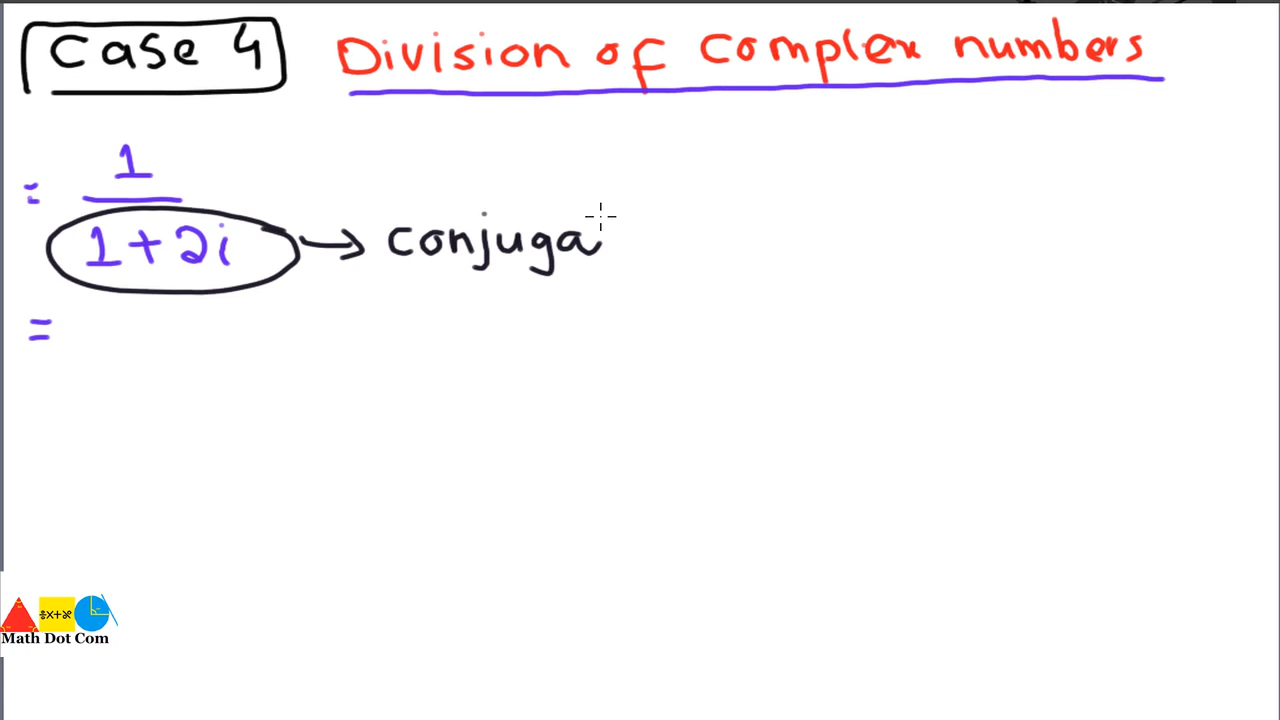 Case 4 Division of Complex numbers
= 1
1 + 2i → conjuga
=
÷x+
Math Dot Com